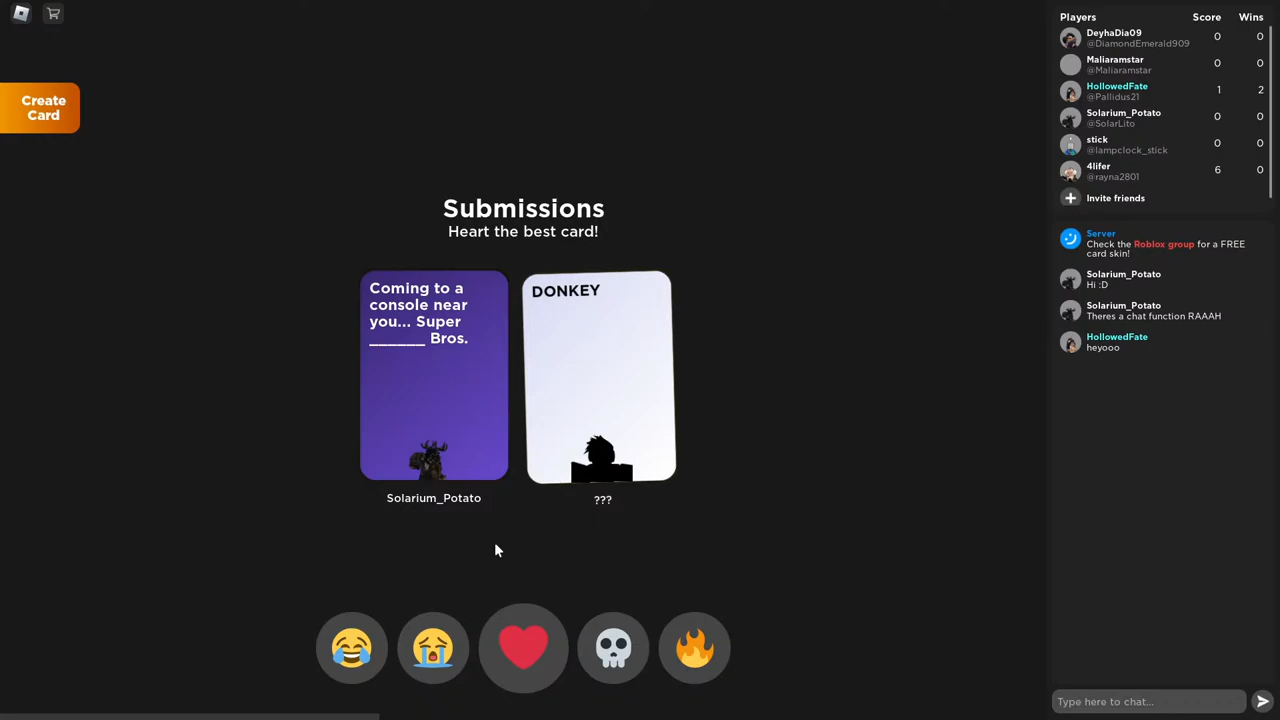 Create
Card
Submissions
Heart the best card!
Coming to a
console near
you... Super
______ Bros.
DONKEY
Solarium_Potato
???
Players Score Wins
DeyhaDia09
@DiamondEmerald909 0 0
Maliaramstar
@Maliaramstar 0 0
HollowedFate
@Pallidus21 1 2
Solarium_Potato
@SolarLito 0 0
stick
@lampclock_stick 0 0
4lifer
@rayna2801 6 0
Invite friends
Server
Check the Roblox group for a FREE
card skin!
Solarium_Potato
Hi :D
Solarium_Potato
Theres a chat function RAAAH
HollowedFate
heyooo
Type here to chat...